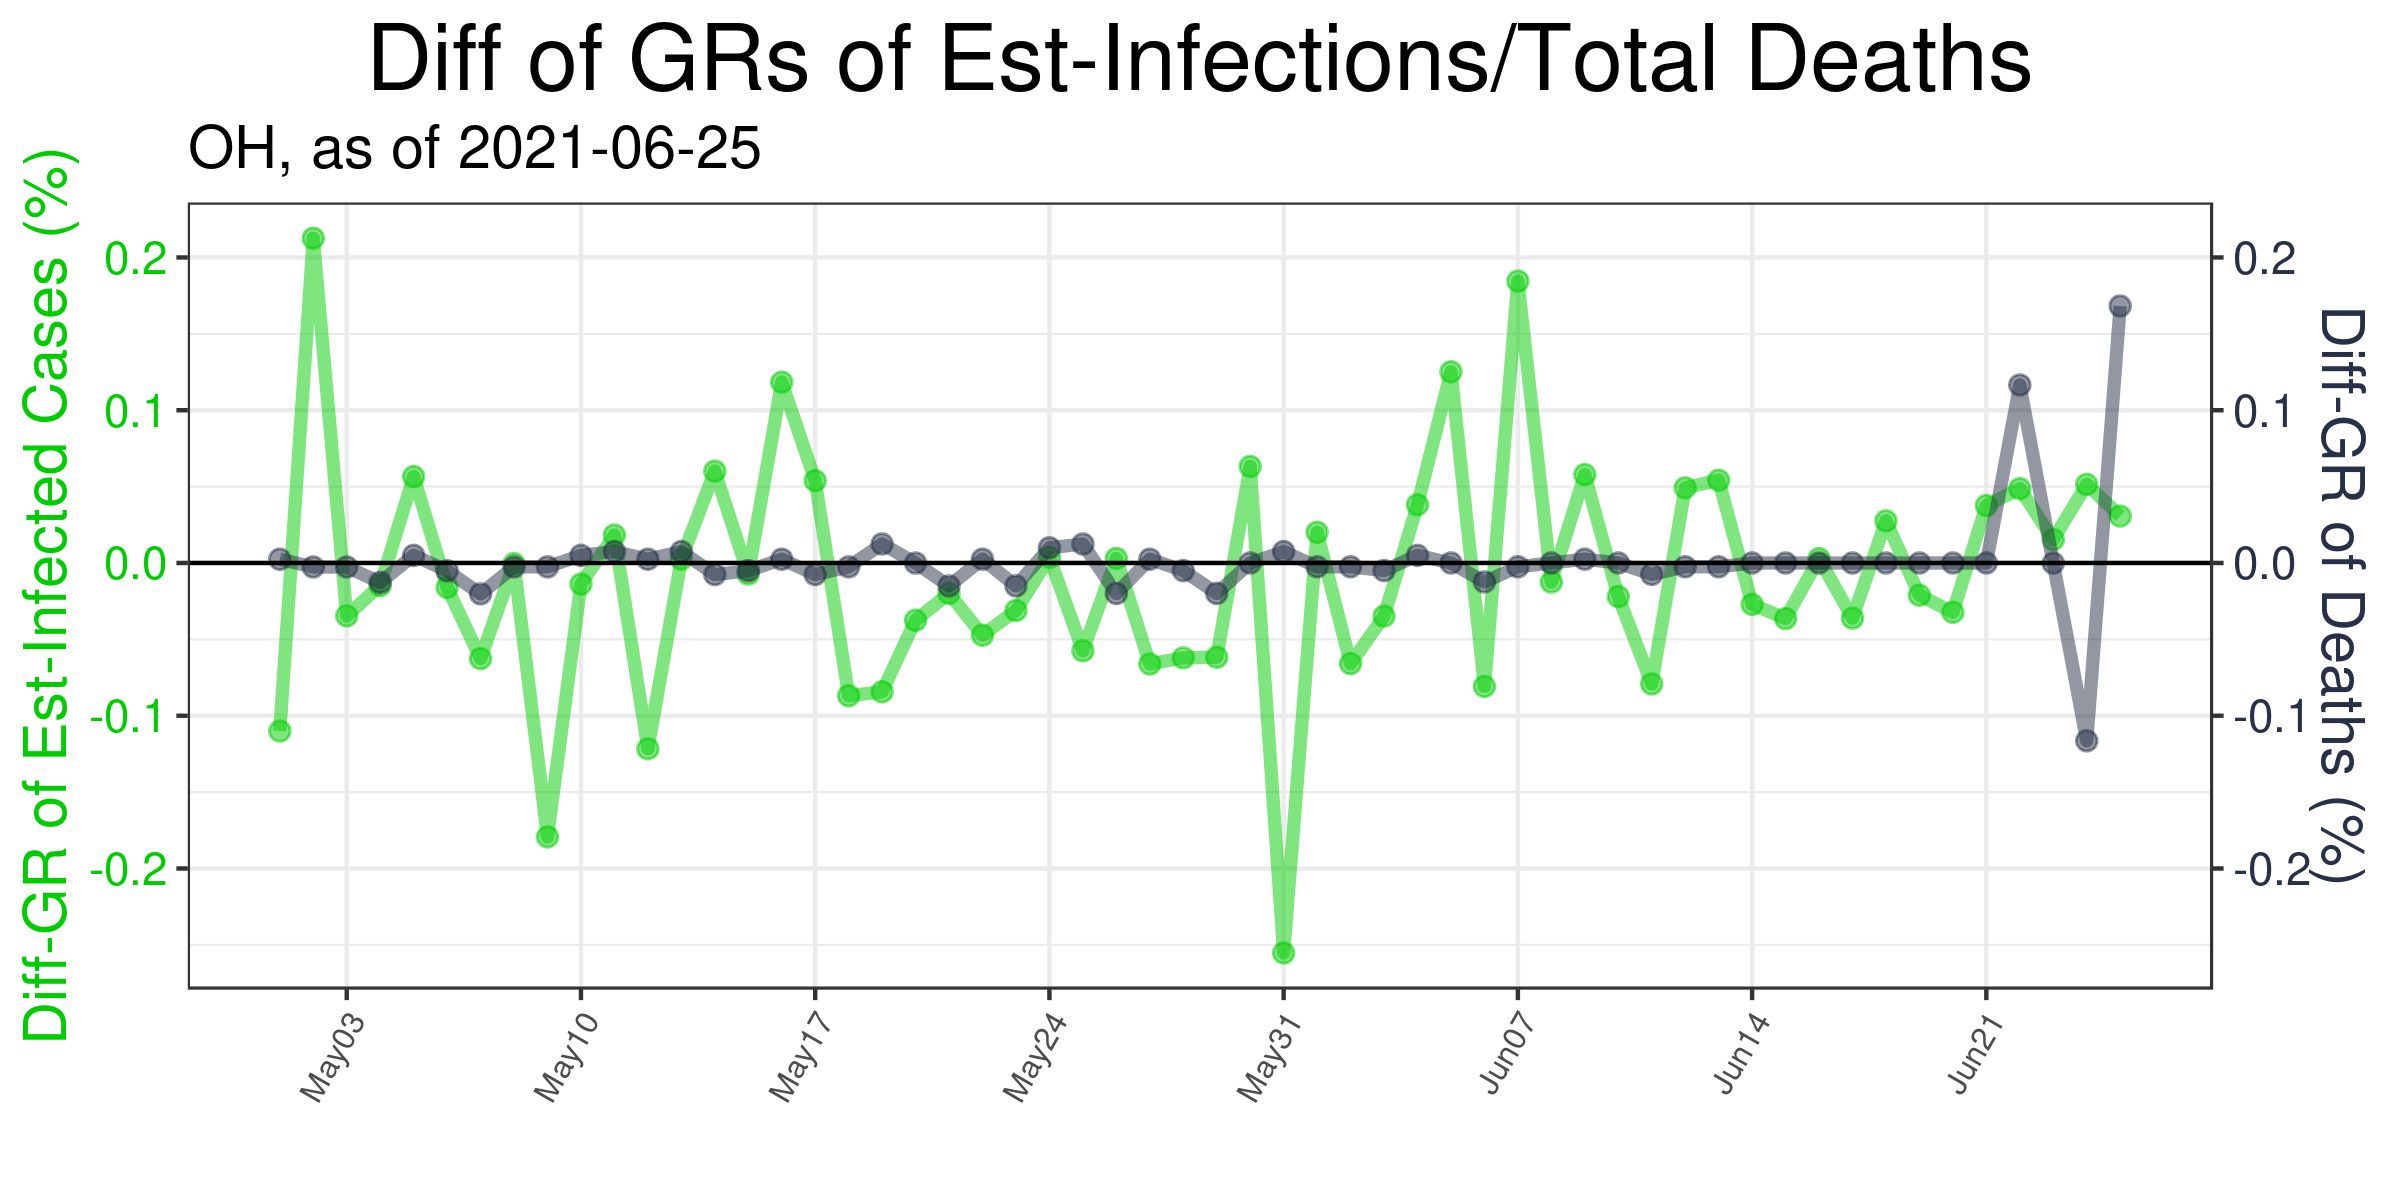 Diff of GRs of Est-Infections/Total Deaths
OH, as of 2021-06-25
Diff-GR of Est-Infected Cases (%)
0.2
0.1
0.0
-0.1
-0.2
0.2
0.1
0.0
-0.1
-0.2
Diff-GR of Deaths (%)
May03
May10
May17
May24
May31
Jun07
Jun14
Jun21